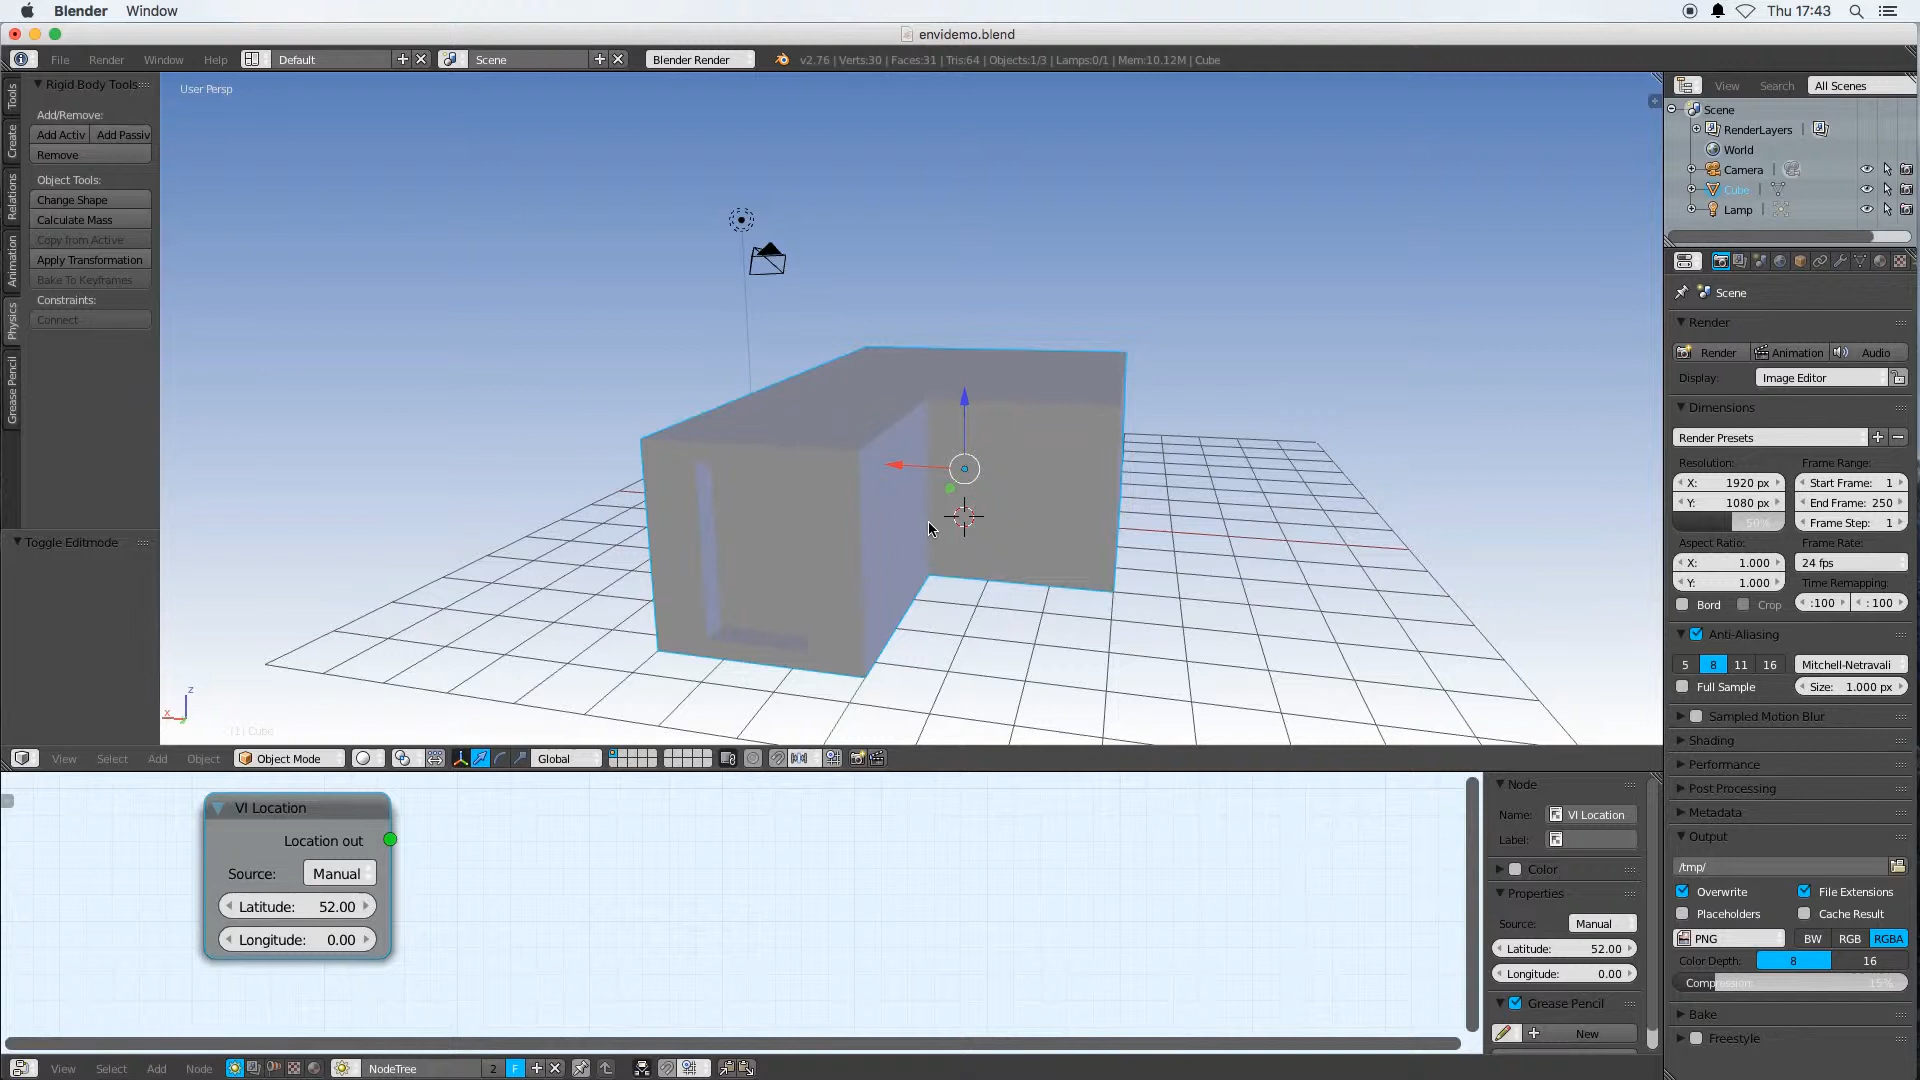 Blender Window Thu 17:43
envidemo.blend
File Render Window Help Default Scene Blender Render v2.76 | Verts:30 | Faces:31 | Tris:64 | Objects:1/3 | Lamps:0/1 | Mem:10.12M | Cube
Tools
Create
Relations
Animation
Physics
Grease Pencil
Rigid Body Tools
Add/Remove:
Add Activ Add Passiv
Remove
Object Tools:
Change Shape
Calculate Mass
Copy from Active
Apply Transformation
Bake To Keyframes
Constraints:
Connect
Toggle Editmode
User Persp
z
x
(1) Cube
View Select Add Object Object Mode Global
VI Location
Location out
Source: Manual
Latitude: 52.00
Longitude: 0.00
Node
Name: VI Location
Label:
Color
Properties
Source: Manual
Latitude: 52.00
Longitude: 0.00
Grease Pencil
New
View Select Add Node NodeTree 2 F
View Search All Scenes
Scene
RenderLayers
World
Camera
Cube
Lamp
Scene
Render
Render Animation Audio
Display: Image Editor
Dimensions
Render Presets
Resolution: Frame Range:
X: 1920 px Start Frame: 1
Y: 1080 px End Frame: 250
50% Frame Step: 1
Aspect Ratio: Frame Rate:
X: 1.000 24 fps
Y: 1.000 Time Remapping:
Bord Crop :100 : 100
Anti-Aliasing
5 8 11 16 Mitchell-Netravali
Full Sample Size: 1.000 px
Sampled Motion Blur
Shading
Performance
Post Processing
Metadata
Output
/tmp/
Overwrite File Extensions
Placeholders Cache Result
PNG BW RGB RGBA
Color Depth: 8 16
Compression: 15%
Bake
Freestyle